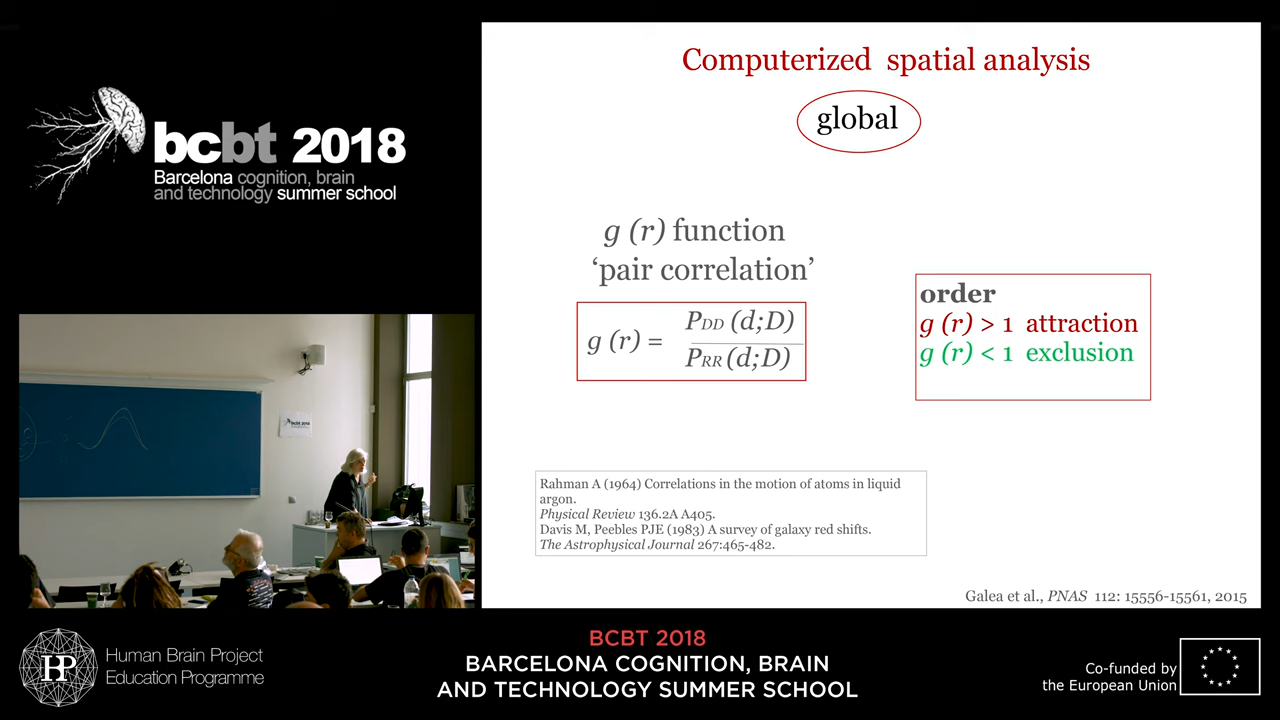 bcbt 2018
Barcelona cognition, brain
and technology summer school
Computerized spatial analysis
global
g (r) function
‘pair correlation’
g (r) = PDD (d;D)
PRR (d;D)
order
g (r) > 1 attraction
g (r) < 1 exclusion
Rahman A (1964) Correlations in the motion of atoms in liquid
argon.
Physical Review 136.2A A405.
Davis M, Peebles PJE (1983) A survey of galaxy red shifts.
The Astrophysical Journal 267:465-482.
Galea et al., PNAS 112: 15556-15561, 2015
bcbt 2018
HP
Human Brain Project
Education Programme
BCBT 2018
BARCELONA COGNITION, BRAIN
AND TECHNOLOGY SUMMER SCHOOL
Co-funded by
the European Union